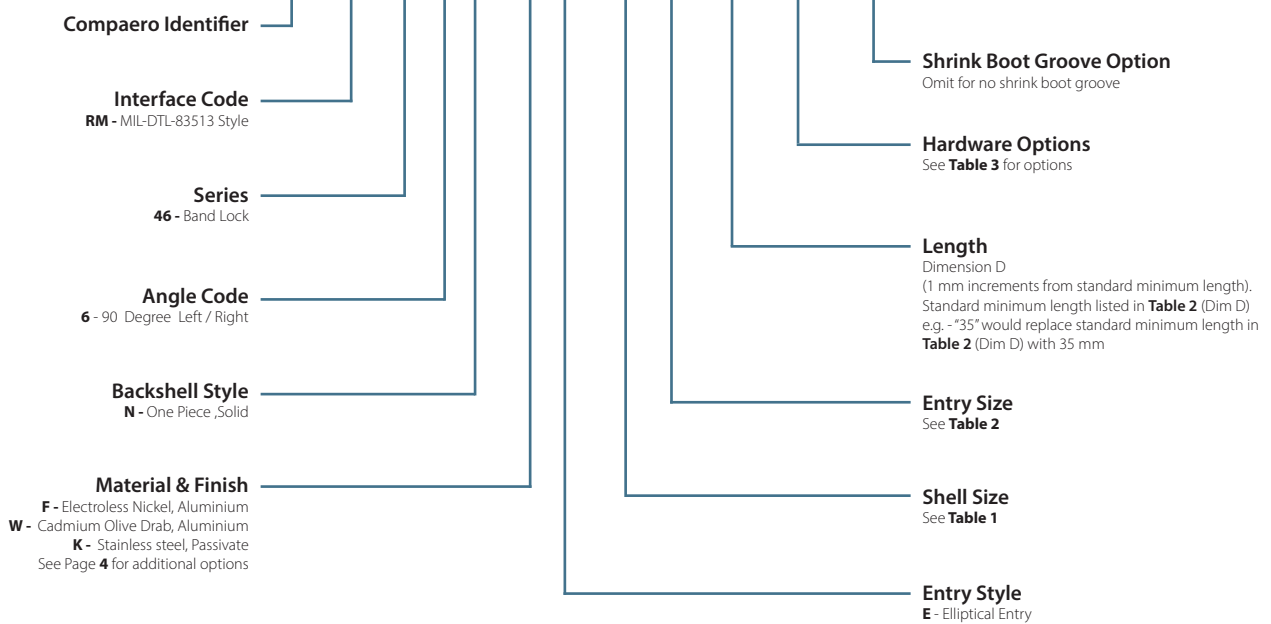 Compaero Identifier
Interface Code
RM - MIL-DTL-83513 Style
Series
46 - Band Lock
Angle Code
6 - 90 Degree Left / Right
Backshell Style
N - One Piece ,Solid
Material & Finish
F - Electroless Nickel, Aluminium
W - Cadmium Olive Drab, Aluminium
K - Stainless steel, Passivate
See Page 4 for additional options
Shrink Boot Groove Option
Omit for no shrink boot groove
Hardware Options
See Table 3 for options
Length
Dimension D
(1 mm increments from standard minimum length).
Standard minimum length listed in Table 2 (Dim D)
e.g. - “35” would replace standard minimum length in
Table 2 (Dim D) with 35 mm
Entry Size
See Table 2
Shell Size
See Table 1
Entry Style
E - Elliptical Entry